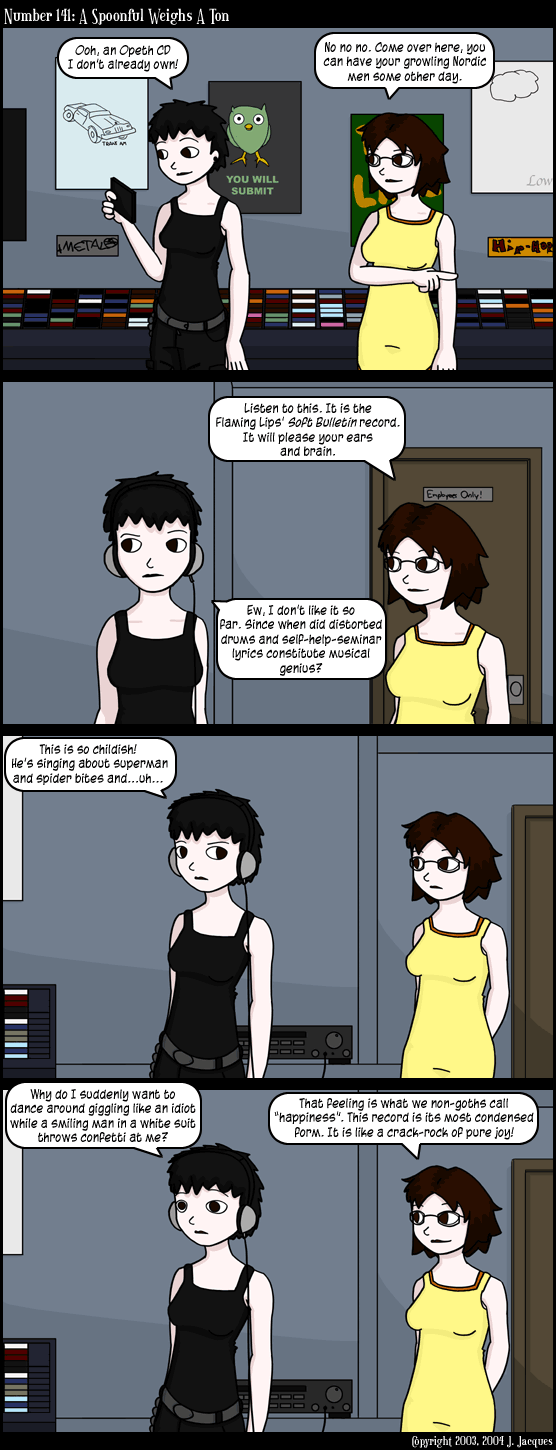 Number 141: A Spoonful Weighs A Ton
Ooh, an Opeth CD
I don't already own!
No no no. Come over here, you
can have your growling Nordic
men some other day.
TRANS AM
YOU WILL
SUBMIT
L
Low
METAL
Hip-Hop
Listen to this. It is the
Flaming Lips' Soft Bulletin record.
It will please your ears
and brain.
Employees Only!
Ew, I don't like it so
far. Since when did distorted
drums and self-help-seminar
lyrics constitute musical
genius?
This is so childish!
He's singing about superman
and spider bites and...uh...
Why do I suddenly want to
dance around giggling like an idiot
while a smiling man in a white suit
throws confetti at me?
That feeling is what we non-goths call
"happiness". This record is its most condensed
form. It is like a crack-rock of pure joy!
Copyright 2003, 2004 J. Jacques